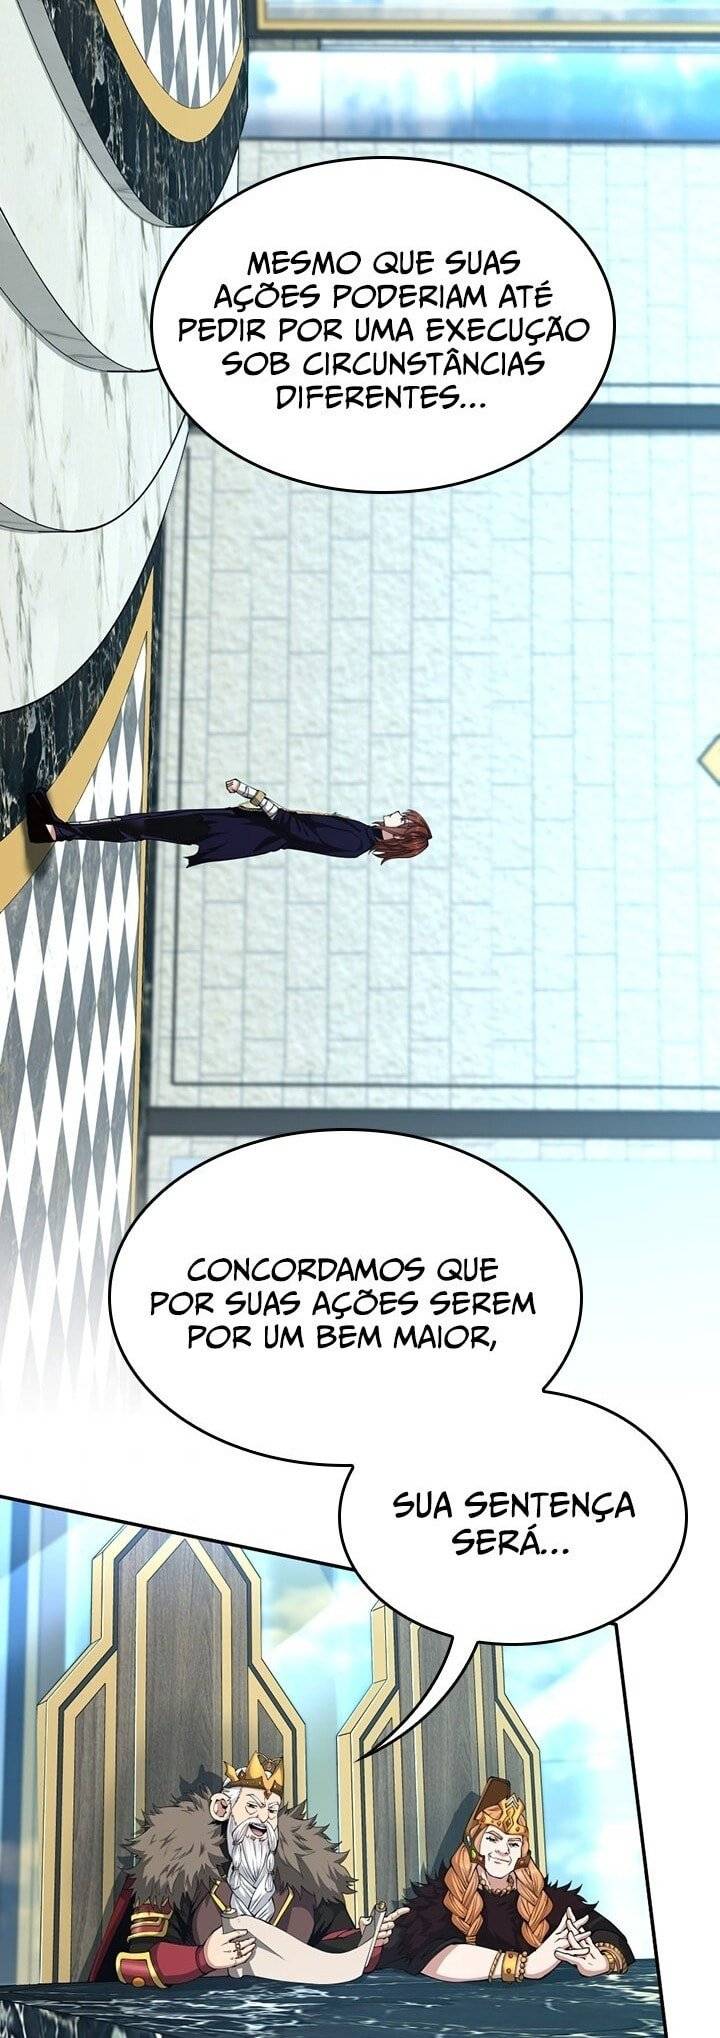 MESMO QUE SUAS
AÇÕES PODERIAM ATÉ
PEDIR POR UMA EXECUÇÃO
SOB CIRCUNSTÂNCIAS
DIFERENTES...
CONCORDAMOS QUE
POR SUAS AÇÕES SEREM
POR UM BEM MAIOR,
SUA SENTENÇA
SERÁ...